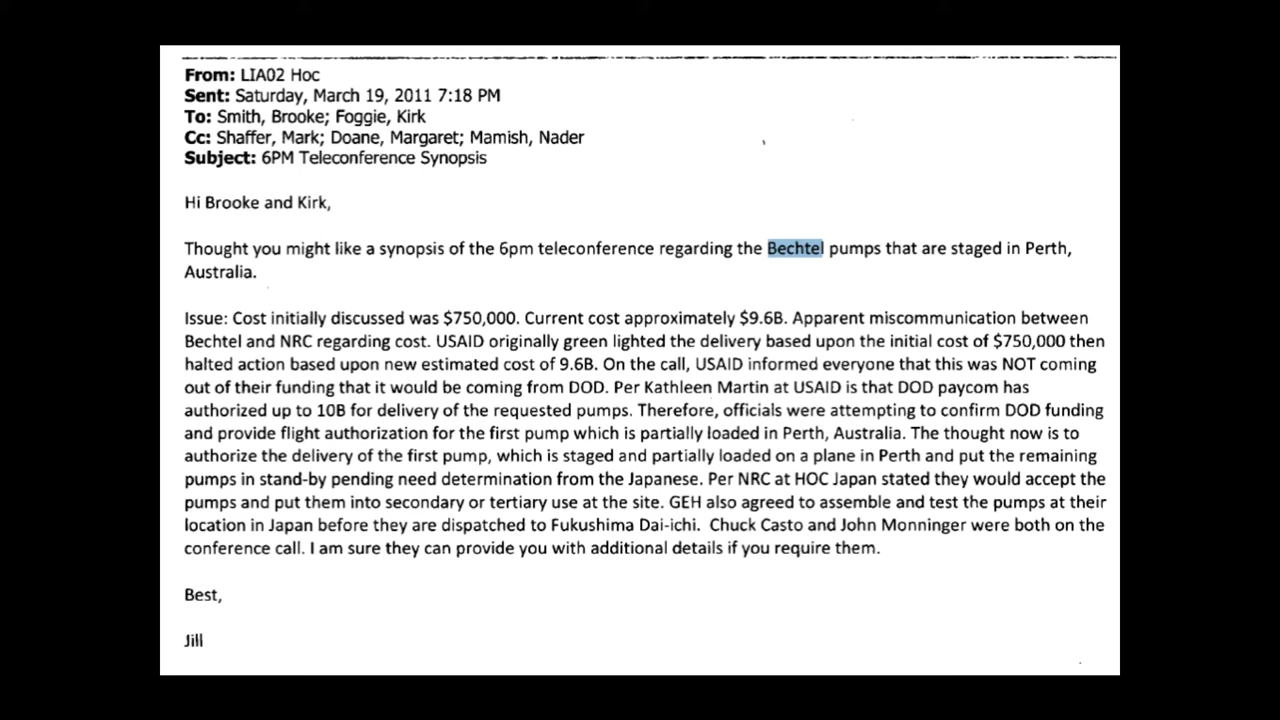 From: LIA02 Hoc
Sent: Saturday, March 19, 2011 7:18 PM
To: Smith, Brooke; Foggie, Kirk
Cc: Shaffer, Mark; Doane, Margaret; Mamish, Nader
Subject: 6PM Teleconference Synopsis
Hi Brooke and Kirk,
Thought you might like a synopsis of the 6pm teleconference regarding the Bechtel pumps that are staged in Perth,
Australia.
Issue: Cost initially discussed was $750,000. Current cost approximately $9.6B. Apparent miscommunication between
Bechtel and NRC regarding cost. USAID originally green lighted the delivery based upon the initial cost of $750,000 then
halted action based upon new estimated cost of 9.6B. On the call, USAID informed everyone that this was NOT coming
out of their funding that it would be coming from DOD. Per Kathleen Martin at USAID is that DOD paycom has
authorized up to 10B for delivery of the requested pumps. Therefore, officials were attempting to confirm DOD funding
and provide flight authorization for the first pump which is partially loaded in Perth, Australia. The thought now is to
authorize the delivery of the first pump, which is staged and partially loaded on a plane in Perth and put the remaining
pumps in stand-by pending need determination from the Japanese. Per NRC at HOC Japan stated they would accept the
pumps and put them into secondary or tertiary use at the site. GEH also agreed to assemble and test the pumps at their
location in Japan before they are dispatched to Fukushima Dai-ichi. Chuck Casto and John Monninger were both on the
conference call. I am sure they can provide you with additional details if you require them.
Best,
Jill